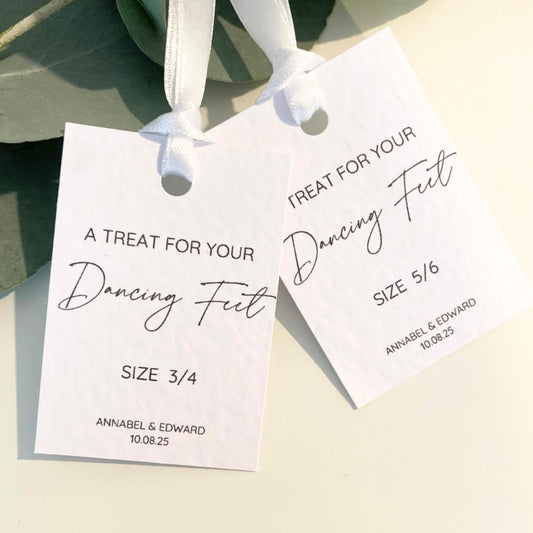 A TREAT FOR YOUR
Dancing Feet
SIZE 3/4
ANNABEL & EDWARD
10.08.25
TREAT FOR YOUR
Dancing Feet
SIZE 5/6
ANNABEL & EDWARD
10.08.25